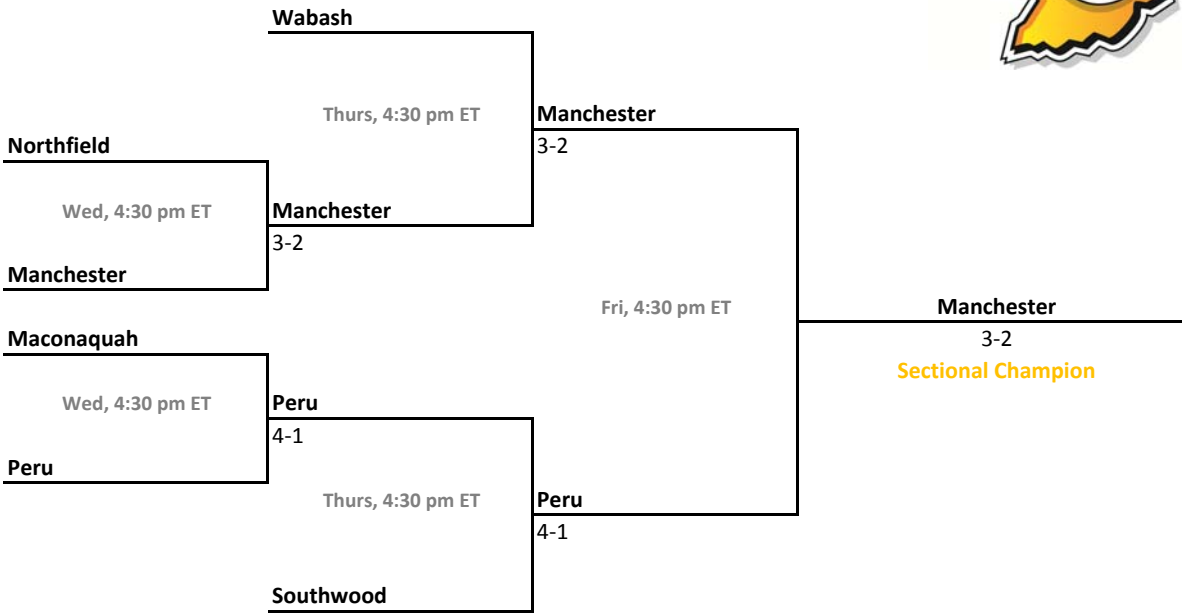 Wabash
Thurs, 4:30 pm ET
Manchester
3-2
Northfield
Wed, 4:30 pm ET
Manchester
3-2
Manchester
Fri, 4:30 pm ET
Manchester
3-2
Sectional Champion
Maconaquah
Wed, 4:30 pm ET
Peru
4-1
Peru
Thurs, 4:30 pm ET
Peru
4-1
Southwood